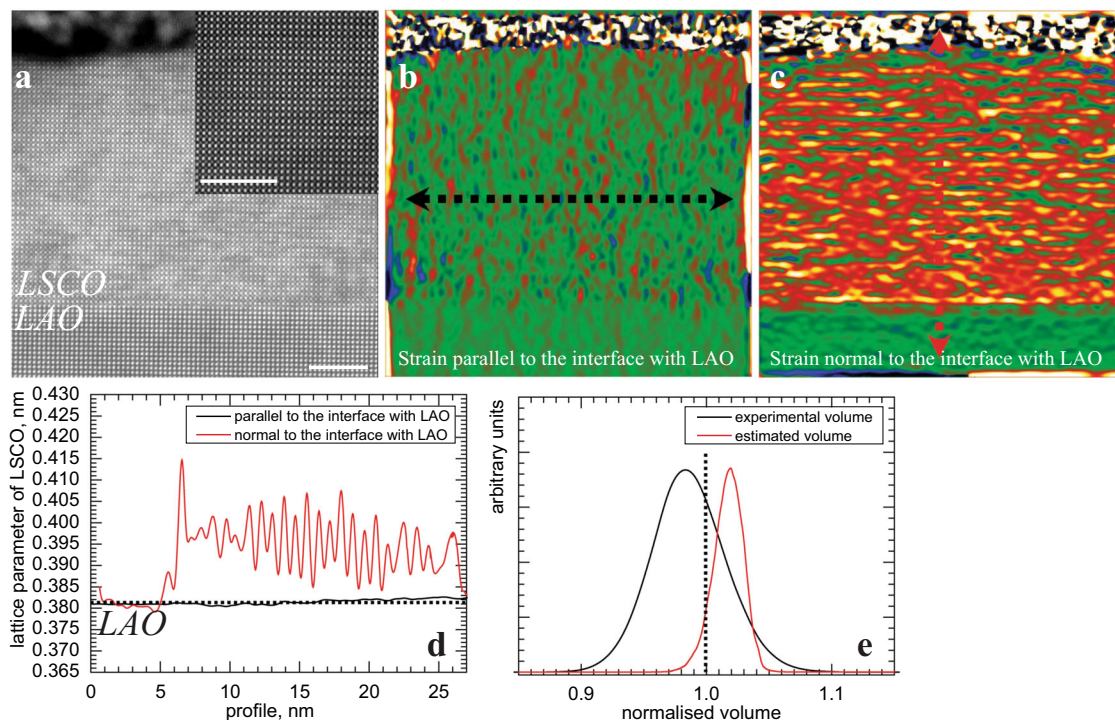 a
LSCO
LAO
b
Strain parallel to the interface with LAO
c
Strain normal to the interface with LAO
lattice parameter of LSCO, nm
0.430
0.425
0.420
0.415
0.410
0.405
0.400
0.395
0.390
0.385
0.380
0.375
0.370
0.365
parallel to the interface with LAO
normal to the interface with LAO
LAO
d
0 5 10 15 20 25
profile, nm
arbitrary units
experimental volume
estimated volume
e
0.9 1.0 1.1
normalised volume